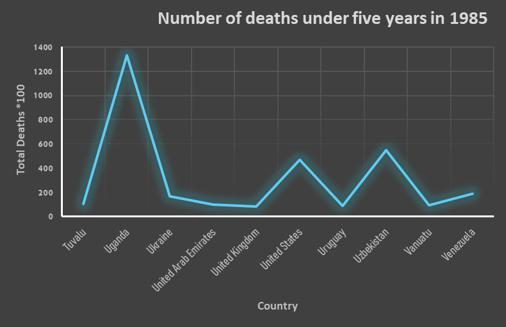 Number of deaths under five years in 1985
Total Deaths *100
1400
1200
1000
800
600
400
200
0
Tuvalu
Uganda
Ukraine
United Arab Emirates
United Kingdom
United States
Uruguay
Uzbekistan
Vanuatu
Venezuela
Country